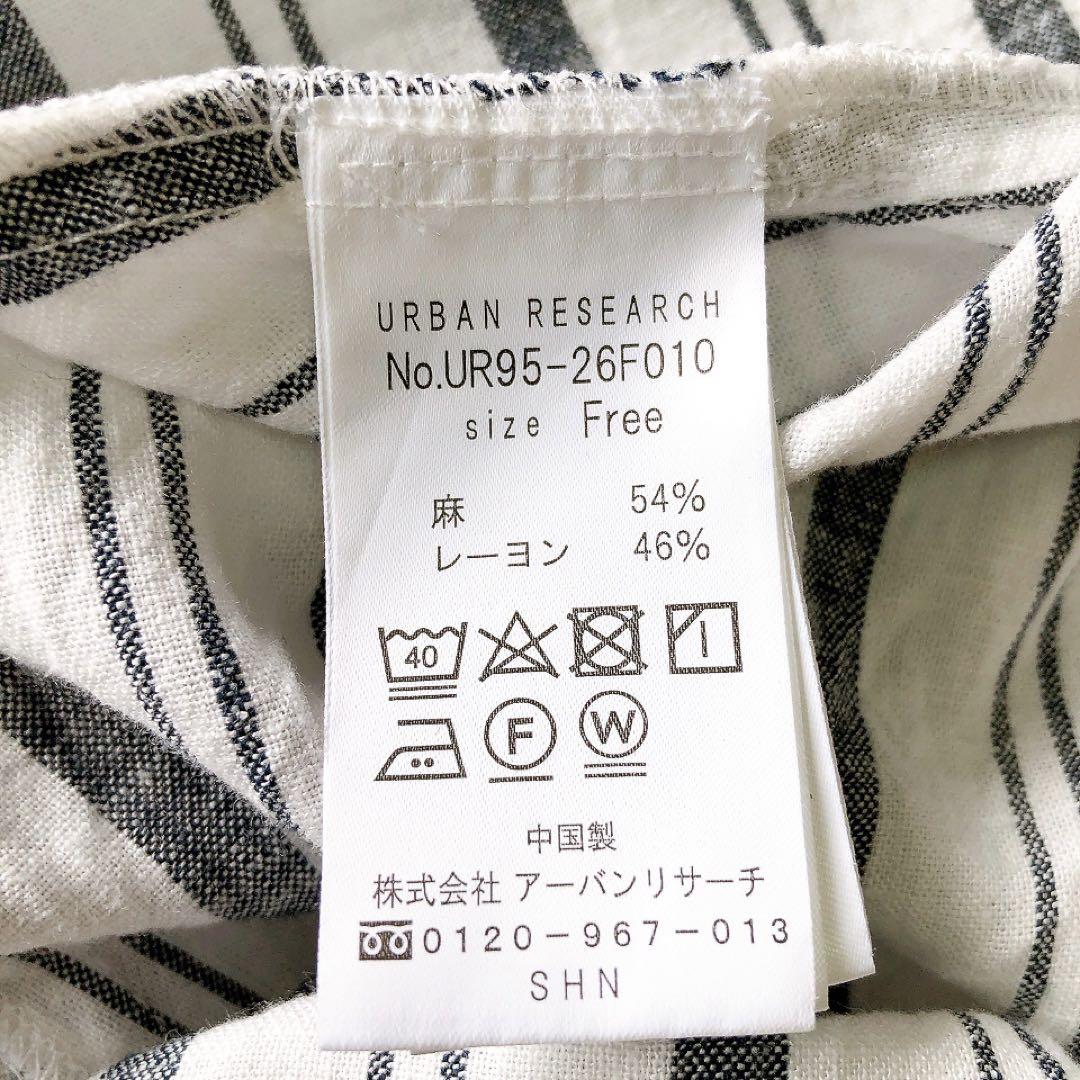 URBAN RESEARCH
No.UR95-26F010
size Free
麻 54%
レーヨン 46%
40
F W
中国製
株式会社 アーバンリサーチ
0120-967-013
SHN